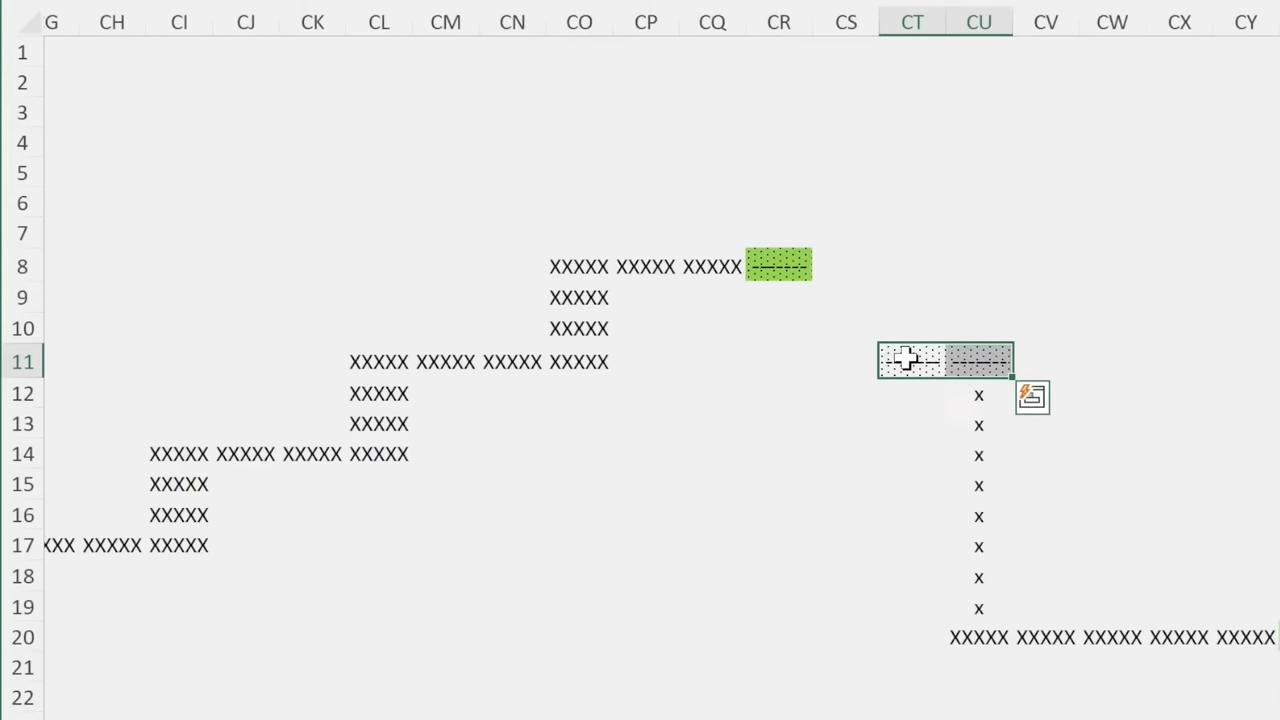 G CH CI CJ CK CL CM CN CO CP CQ CR CS CT CU CV CW CX CY
1
2
3
4
5
6
7
8 XXXXX XXXXX XXXXX ------
9 XXXXX
10 XXXXX
11 XXXXX XXXXX XXXXX XXXXX ------ ------
12 XXXXX x
13 XXXXX x
14 XXXXX XXXXX XXXXX XXXXX x
15 XXXXX x
16 XXXXX x
17 XXX XXXXX XXXXX x
18 x
19 x
20 XXXXX XXXXX XXXXX XXXXX XXXXX
21
22